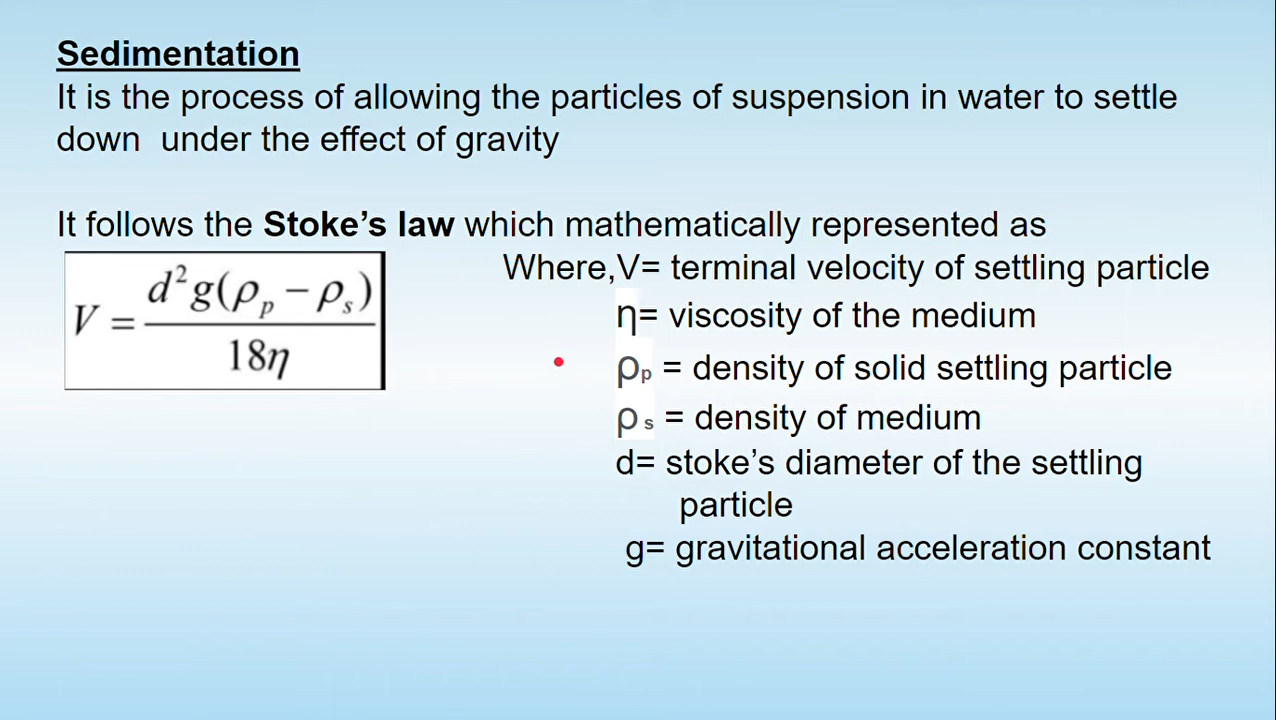 Sedimentation
It is the process of allowing the particles of suspension in water to settle
down under the effect of gravity
It follows the Stoke’s law which mathematically represented as
V = d²g(ρp − ρs) / 18η
Where,V= terminal velocity of settling particle
η= viscosity of the medium
ρp = density of solid settling particle
ρs = density of medium
d= stoke’s diameter of the settling
particle
g= gravitational acceleration constant